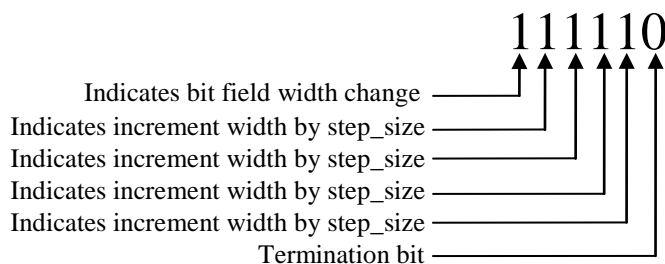 111110
Indicates bit field width change
Indicates increment width by step_size
Indicates increment width by step_size
Indicates increment width by step_size
Indicates increment width by step_size
Termination bit